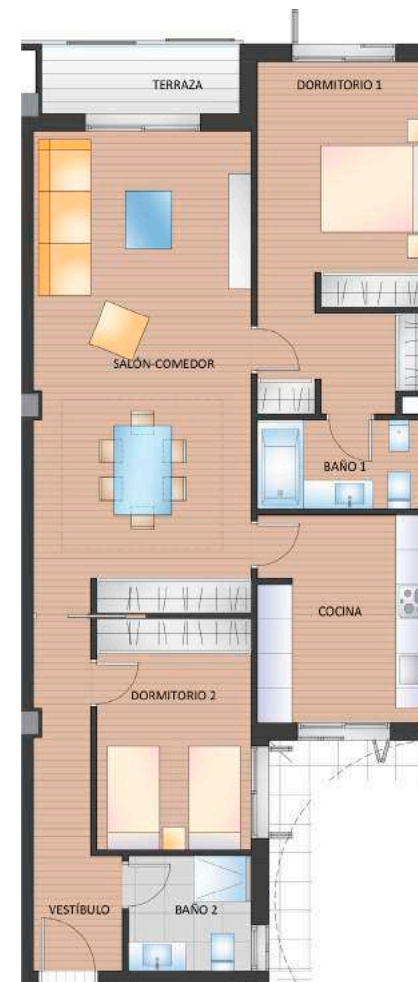 TERRAZA
DORMITORIO 1
SALÓN-COMEDOR
BAÑO 1
COCINA
DORMITORIO 2
VESTÍBULO
BAÑO 2